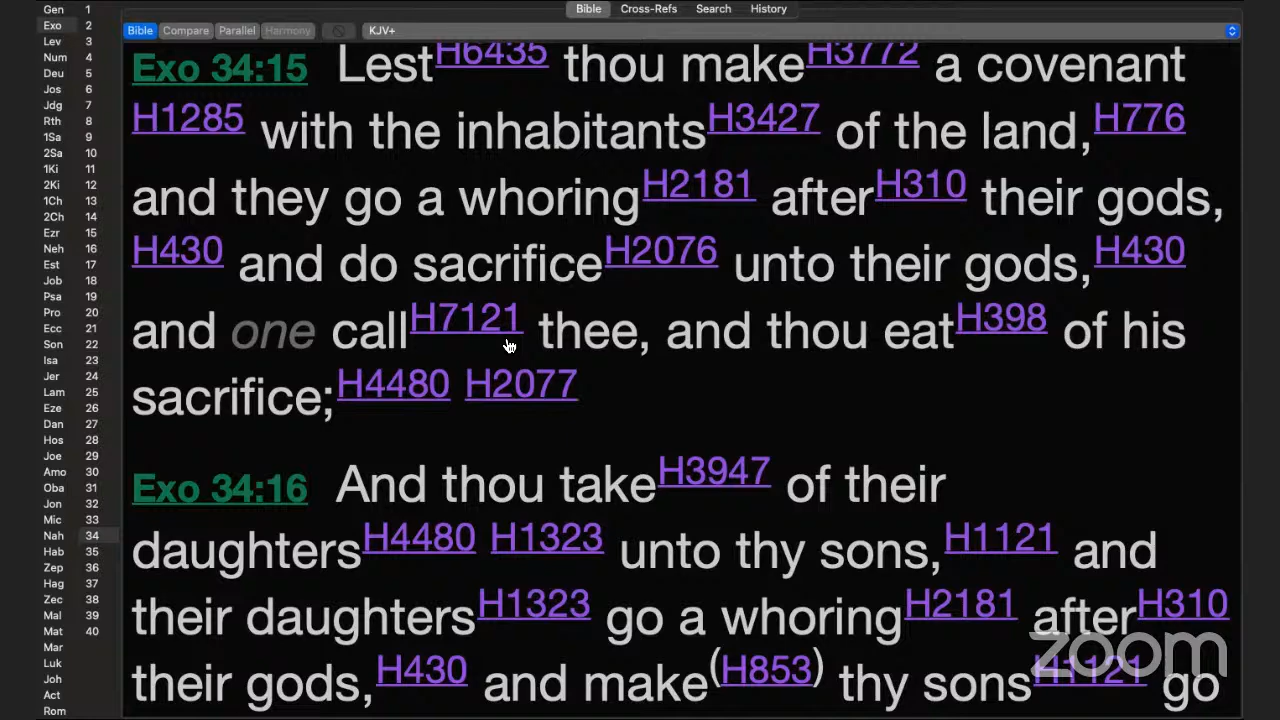 Bible Cross-Refs Search History
Bible Compare Parallel Harmony KJV+
Gen 1
Exo 2
Lev 3
Num 4
Deu 5
Jos 6
Jdg 7
Rth 8
1Sa 9
2Sa 10
1Ki 11
2Ki 12
1Ch 13
2Ch 14
Ezr 15
Neh 16
Est 17
Job 18
Psa 19
Pro 20
Ecc 21
Son 22
Isa 23
Jer 24
Lam 25
Eze 26
Dan 27
Hos 28
Joe 29
Amo 30
Oba 31
Jon 32
Mic 33
Nah 34
Hab 35
Zep 36
Hag 37
Zec 38
Mal 39
Mat 40
Mar
Luk
Joh
Act
Rom
Exo 34:15 Lest H6435 thou make H3772 a covenant
H1285 with the inhabitants H3427 of the land, H776
and they go a whoring H2181 after H310 their gods,
H430 and do sacrifice H2076 unto their gods, H430
and one call H7121 thee, and thou eat H398 of his
sacrifice; H4480 H2077
Exo 34:16 And thou take H3947 of their
daughters H4480 H1323 unto thy sons, H1121 and
their daughters H1323 go a whoring H2181 after H310
their gods, H430 and make (H853) thy sons H1121 go
zoom